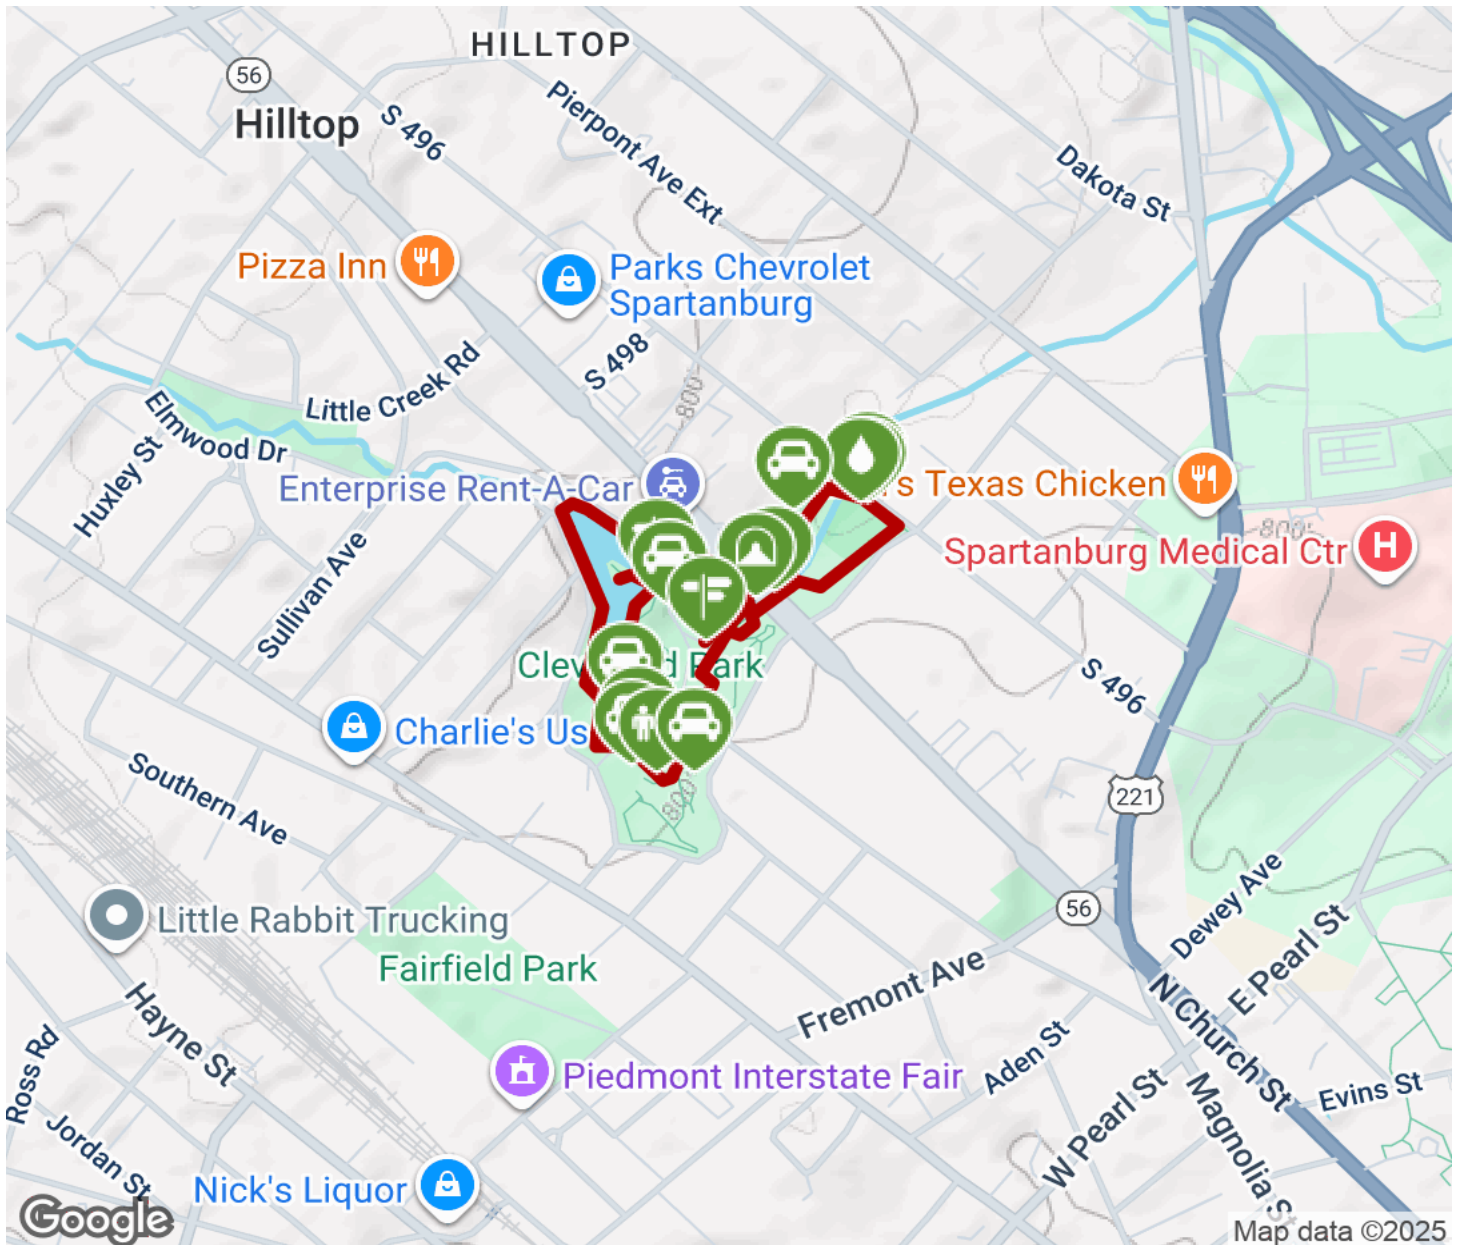 HILLTOP
56
Hilltop
S 496
Pierpont Ave Ext
Dakota St
Pizza Inn
Parks Chevrolet
Spartanburg
S 498
Little Creek Rd
800
Elmwood Dr
Huxley St
Enterprise Rent-A-Car
's Texas Chicken
800
Spartanburg Medical Ctr
H
Sullivan Ave
Park
S 496
Charlie's Us
Southern Ave
221
800
56
Dewey Ave
Little Rabbit Trucking
Fairfield Park
E Pearl St
Fremont Ave
N Church St
Hayne St
Ross Rd
Piedmont Interstate Fair
Aden St
Evins St
W Pearl St
Magnolia St
Jordan St
Nick's Liquor
Google
Map data ©2025